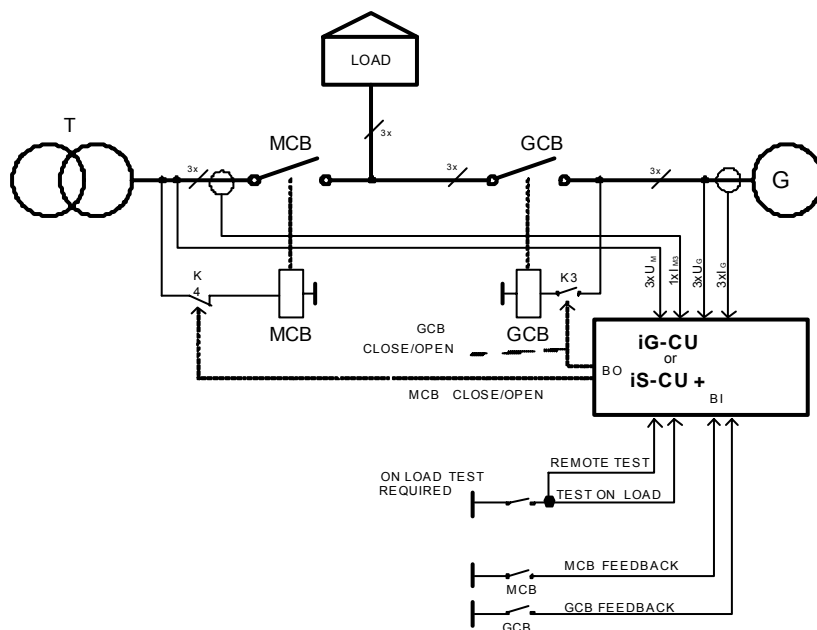 LOAD
T
MCB
GCB
3x
3x
3x
3x
G
K
4
K3
MCB
GCB
3xU M
1xI M3
3xU G
3xI G
GCB
CLOSE/OPEN
MCB CLOSE/OPEN
iG-CU
or
iS-CU +
BO
BI
REMOTE TEST
ON LOAD TEST
REQUIRED
TEST ON LOAD
MCB FEEDBACK
MCB
GCB FEEDBACK
GCB